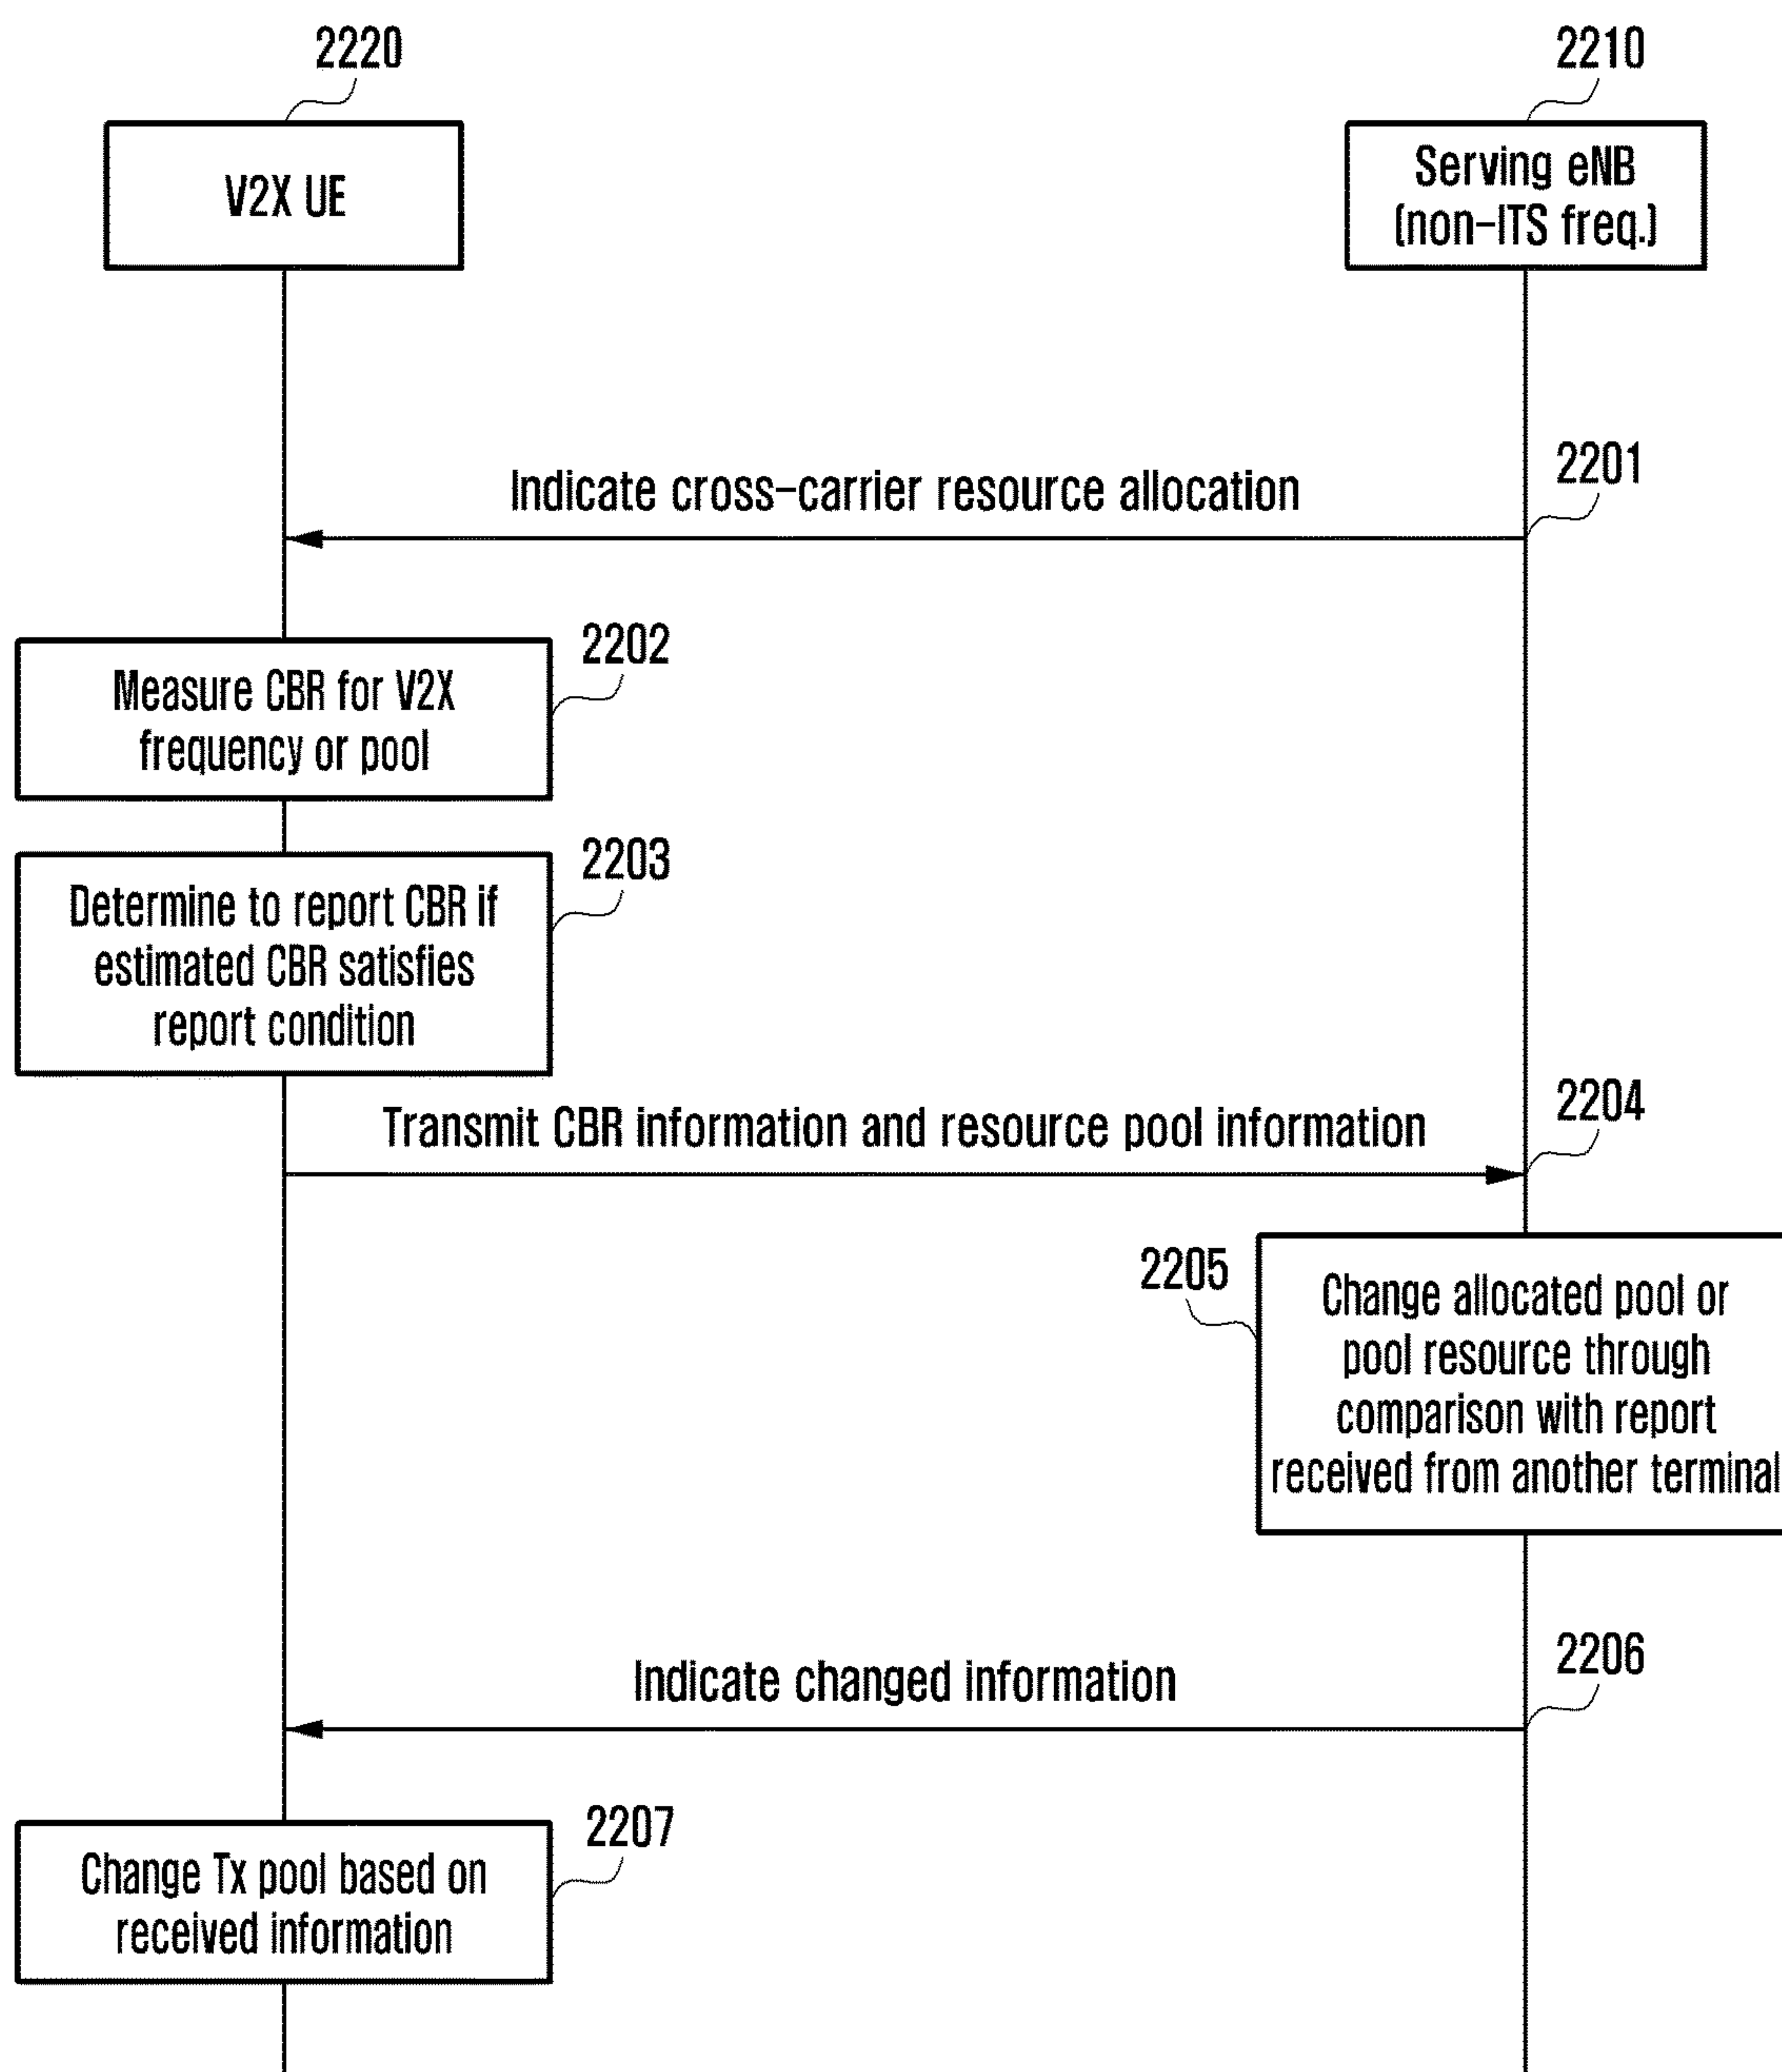 2220
2210
V2X UE
Serving eNB
(non-ITS freq.)
2201
Indicate cross-carrier resource allocation
2202
Measure CBR for V2X
frequency or pool
2203
Determine to report CBR if
estimated CBR satisfies
report condition
2204
Transmit CBR information and resource pool information
2205
Change allocated pool or
pool resource through
comparison with report
received from another terminal
2206
Indicate changed information
2207
Change Tx pool based on
received information